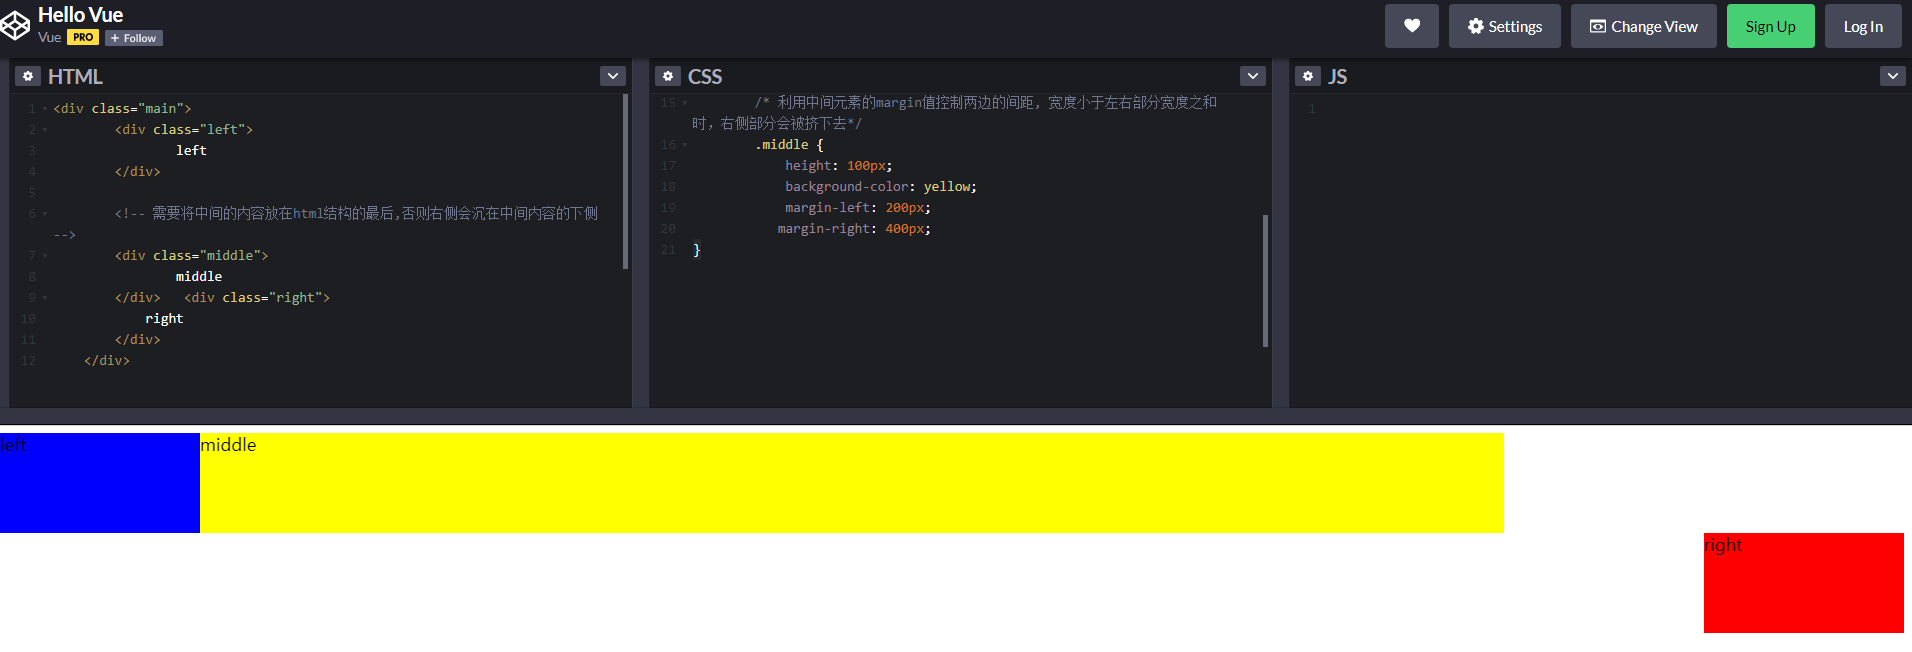 Hello Vue
Vue PRO + Follow
Settings
Change View
Sign Up
Log In
HTML
1 <div class="main">
2 <div class="left">
3 left
4 </div>
5
6 <!-- 需要将中间的内容放在html结构的最后,否则右侧会沉在中间内容的下侧
-->
7 <div class="middle">
8 middle
9 </div> <div class="right">
10 right
11 </div>
12 </div>
CSS
15 /* 利用中间元素的margin值控制两边的间距, 宽度小于左右部分宽度之和
时，右侧部分会被挤下去*/
16 .middle {
17 height: 100px;
18 background-color: yellow;
19 margin-left: 200px;
20 margin-right: 400px;
21 }
JS
1
left
middle
right